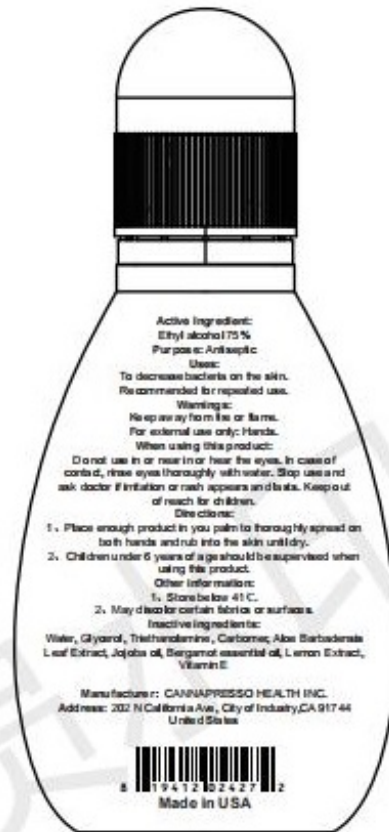 Active Ingredient:
Ethyl alcohol 75%
Purpose: Antiseptic
Uses:
To decrease bacteria on the skin.
Recommended for repeated use.
Warnings:
Keep away from fire or flame.
For external use only: Hands.
When using this product:
Do not use in or near in or hear the eyes. In case of
contact, rinse eyes thoroughly with water. Stop use and
ask doctor if irritation or rash appears and lasts. Keep out
of reach for children.
Directions:
1、Place enough product in you palm to thoroughly spread on
both hands and rub into the skin until dry.
2、Children under 6 years of age should be supervised when
using this product.
Other information:
1、Store below 41C.
2、May discolor certain fabrics or surfaces.
Inactive ingredients:
Water, Glycerol, Triethanolamine, Carbomer, Aloe Barbadensis
Leaf Extract, Jojoba oil, Bergamot essential oil, Lemon Extract,
Vitamin E
Manufacturer: CANNAPRESSO HEALTH INC.
Address: 202 N California Ave, City of Industry,CA 91744
United States
8 19412 02427 2
Made in USA